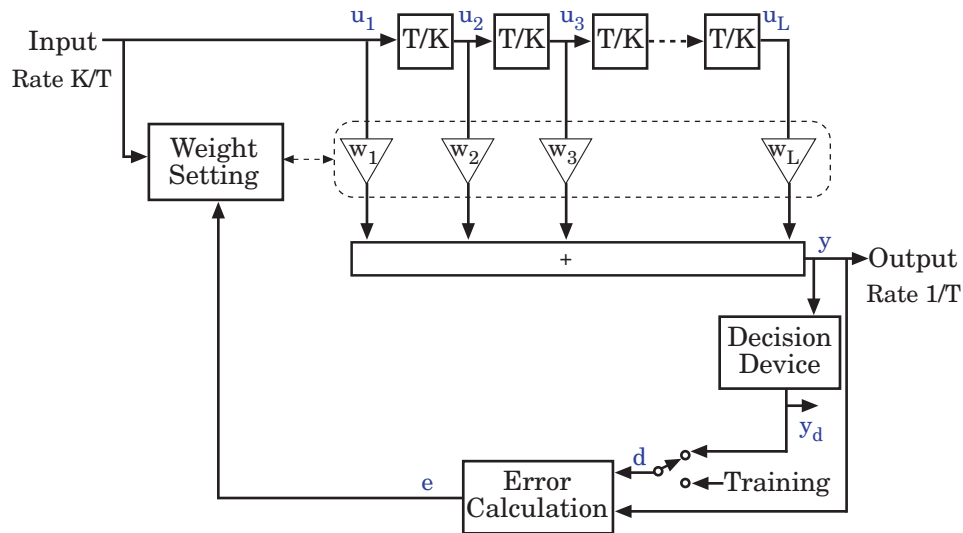 u1 u2 u3 uL
Input T/K T/K T/K T/K
Rate K/T
Weight
Setting
w1 w2 w3 wL
+
y
Output
Rate 1/T
Decision
Device
yd
d
Training
e
Error
Calculation